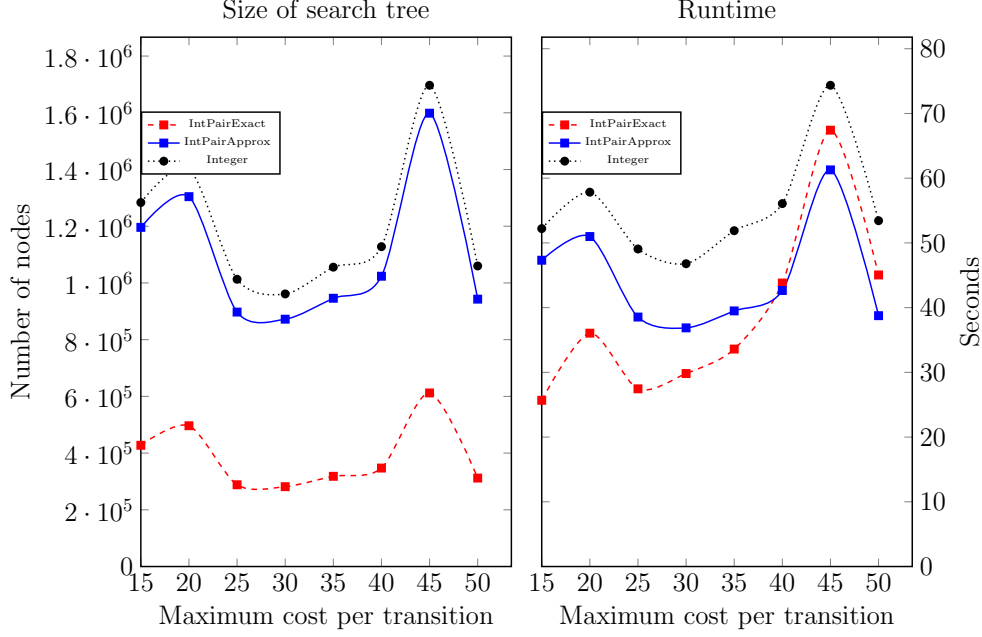 Size of search tree
Number of nodes
1.8 · 10^6
1.6 · 10^6
1.4 · 10^6
1.2 · 10^6
1 · 10^6
8 · 10^5
6 · 10^5
4 · 10^5
2 · 10^5
0
IntPairExact
IntPairApprox
Integer
15 20 25 30 35 40 45 50
Maximum cost per transition
Runtime
IntPairExact
IntPairApprox
Integer
80
70
60
50
40
30
20
10
0
Seconds
15 20 25 30 35 40 45 50
Maximum cost per transition